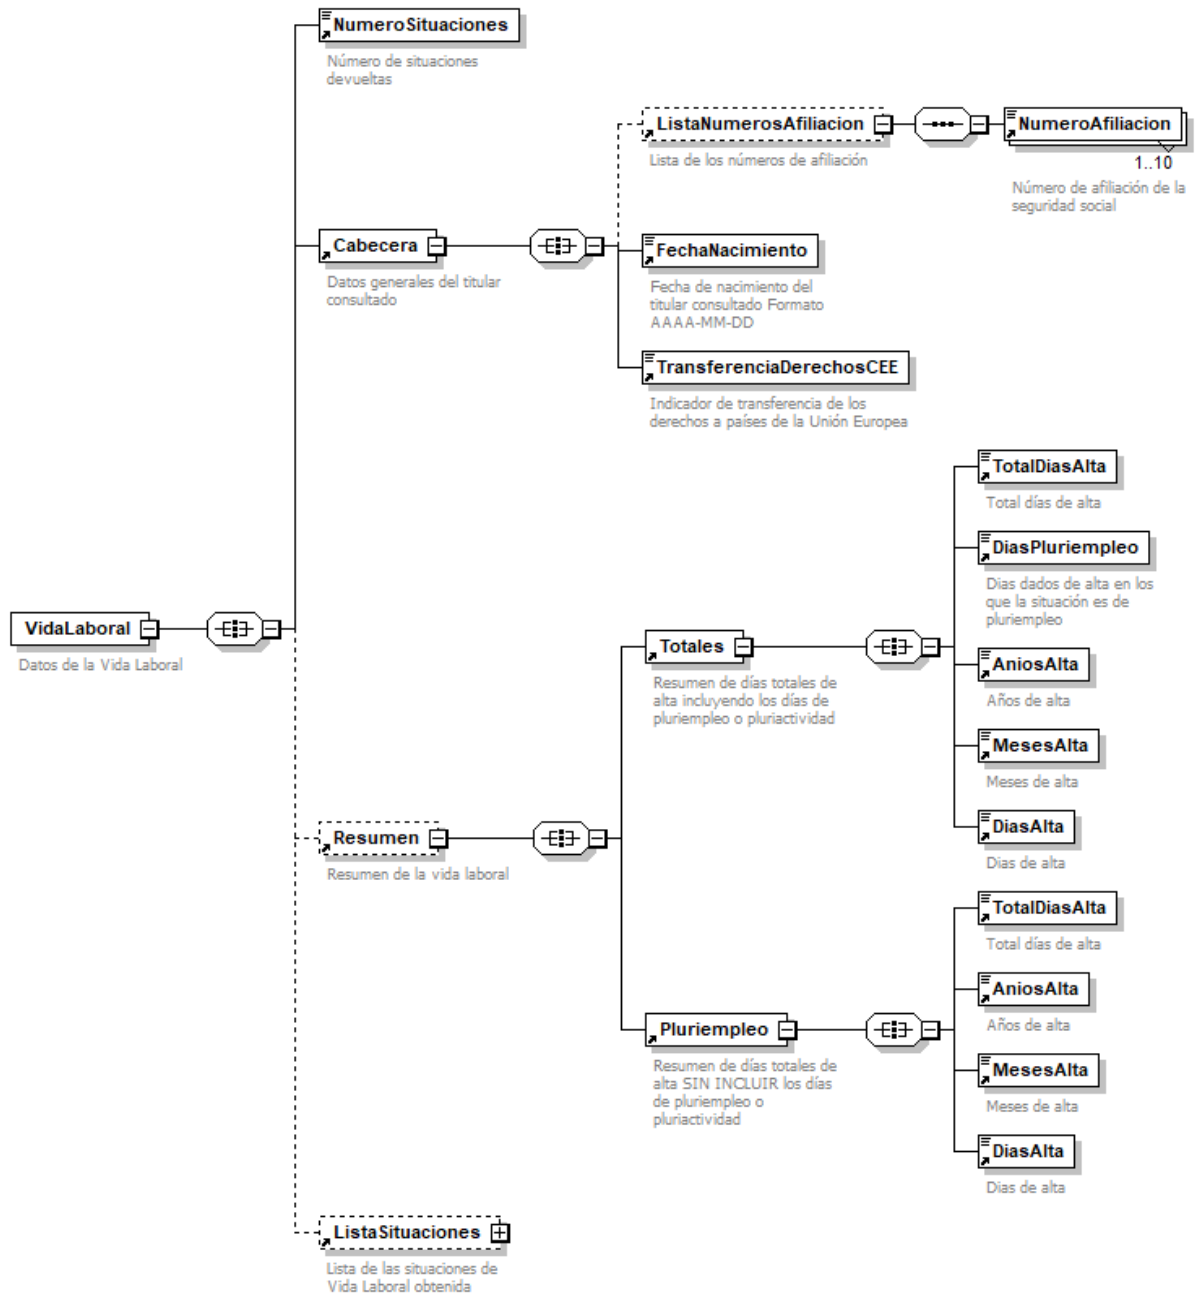 NumeroSituaciones
Número de situaciones
devueltas
ListaNumerosAfiliacion
Lista de los números de afiliación
NumeroAfiliacion
1..10
Número de afiliación de la
seguridad social
Cabecera
Datos generales del titular
consultado
FechaNacimiento
Fecha de nacimiento del
titular consultado Formato
AAAA-MM-DD
TransferenciaDerechosCEE
Indicador de transferencia de los
derechos a países de la Unión Europea
VidaLaboral
Datos de la Vida Laboral
Resumen
Resumen de la vida laboral
Totales
Resumen de días totales de
alta incluyendo los días de
pluriempleo o pluriactividad
TotalDiasAlta
Total días de alta
DiasPluriempleo
Dias dados de alta en los
que la situación es de
pluriempleo
AniosAlta
Años de alta
MesesAlta
Meses de alta
DiasAlta
Dias de alta
Pluriempleo
Resumen de días totales de
alta SIN INCLUIR los días
de pluriempleo o
pluriactividad
TotalDiasAlta
Total días de alta
AniosAlta
Años de alta
MesesAlta
Meses de alta
DiasAlta
Dias de alta
ListaSituaciones
Lista de las situaciones de
Vida Laboral obtenida